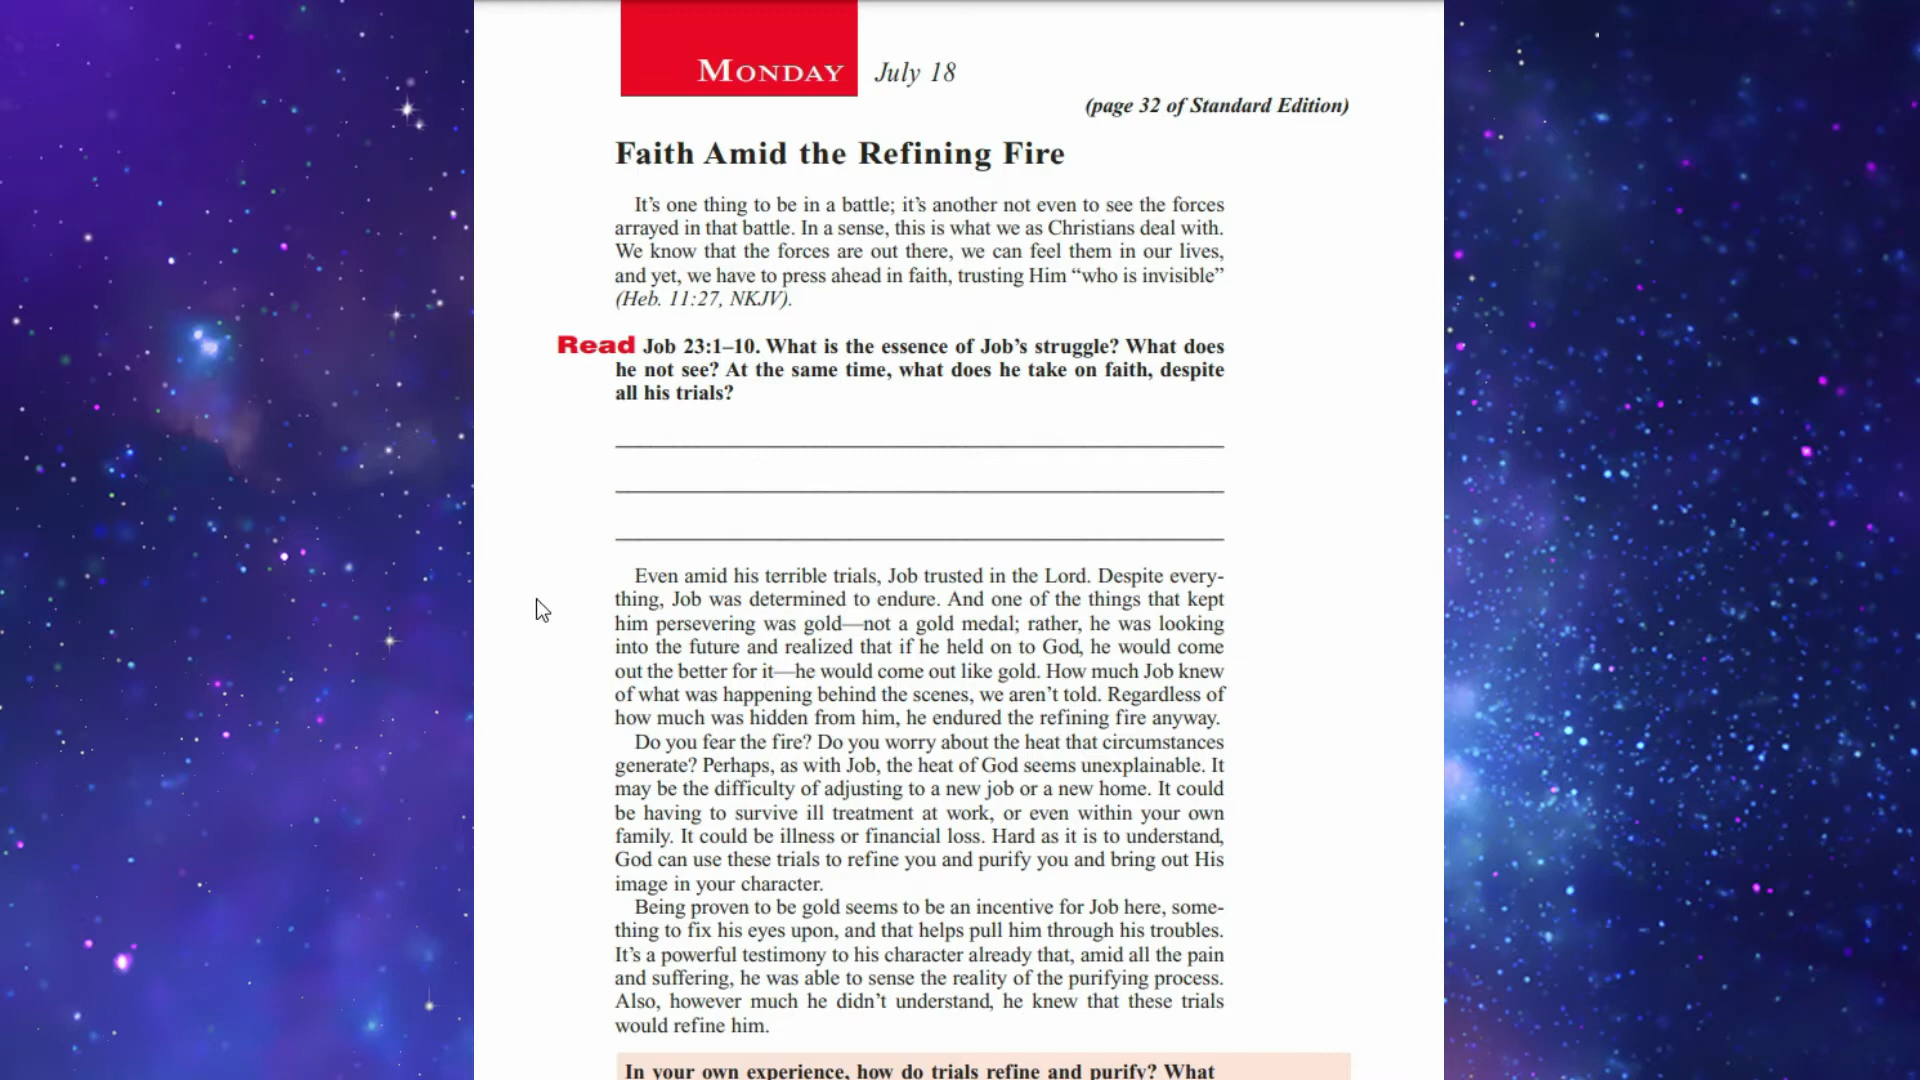 MONDAY July 18
(page 32 of Standard Edition)
Faith Amid the Refining Fire
It’s one thing to be in a battle; it’s another not even to see the forces
arrayed in that battle. In a sense, this is what we as Christians deal with.
We know that the forces are out there, we can feel them in our lives,
and yet, we have to press ahead in faith, trusting Him “who is invisible”
(Heb. 11:27, NKJV).
Read Job 23:1–10. What is the essence of Job’s struggle? What does
he not see? At the same time, what does he take on faith, despite
all his trials?
Even amid his terrible trials, Job trusted in the Lord. Despite every-
thing, Job was determined to endure. And one of the things that kept
him persevering was gold—not a gold medal; rather, he was looking
into the future and realized that if he held on to God, he would come
out the better for it—he would come out like gold. How much Job knew
of what was happening behind the scenes, we aren’t told. Regardless of
how much was hidden from him, he endured the refining fire anyway.
Do you fear the fire? Do you worry about the heat that circumstances
generate? Perhaps, as with Job, the heat of God seems unexplainable. It
may be the difficulty of adjusting to a new job or a new home. It could
be having to survive ill treatment at work, or even within your own
family. It could be illness or financial loss. Hard as it is to understand,
God can use these trials to refine you and purify you and bring out His
image in your character.
Being proven to be gold seems to be an incentive for Job here, some-
thing to fix his eyes upon, and that helps pull him through his troubles.
It’s a powerful testimony to his character already that, amid all the pain
and suffering, he was able to sense the reality of the purifying process.
Also, however much he didn’t understand, he knew that these trials
would refine him.
In your own experience, how do trials refine and purify? What